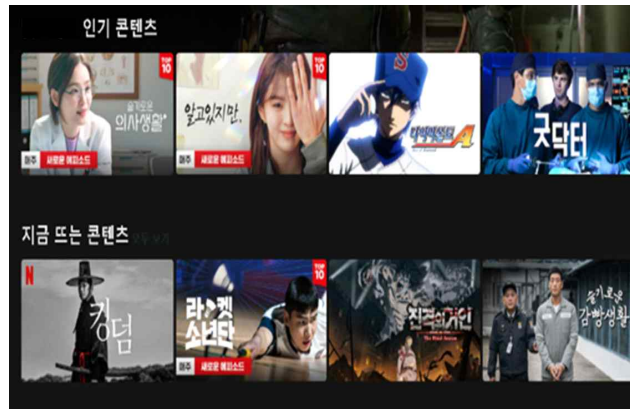 인기 콘텐츠
TOP
10
슬기로운
의사생활
매주 새로운 에피소드
TOP
10
알고있지만,
매주 새로운 에피소드
S
다이아몬드
A
굿닥터
지금 뜨는 콘텐츠 모두 보기
N
킹덤
TOP
10
라켓
소년단
매주 새로운 에피소드
진격의 거인
The Final Season
슬기로운
감빵생활